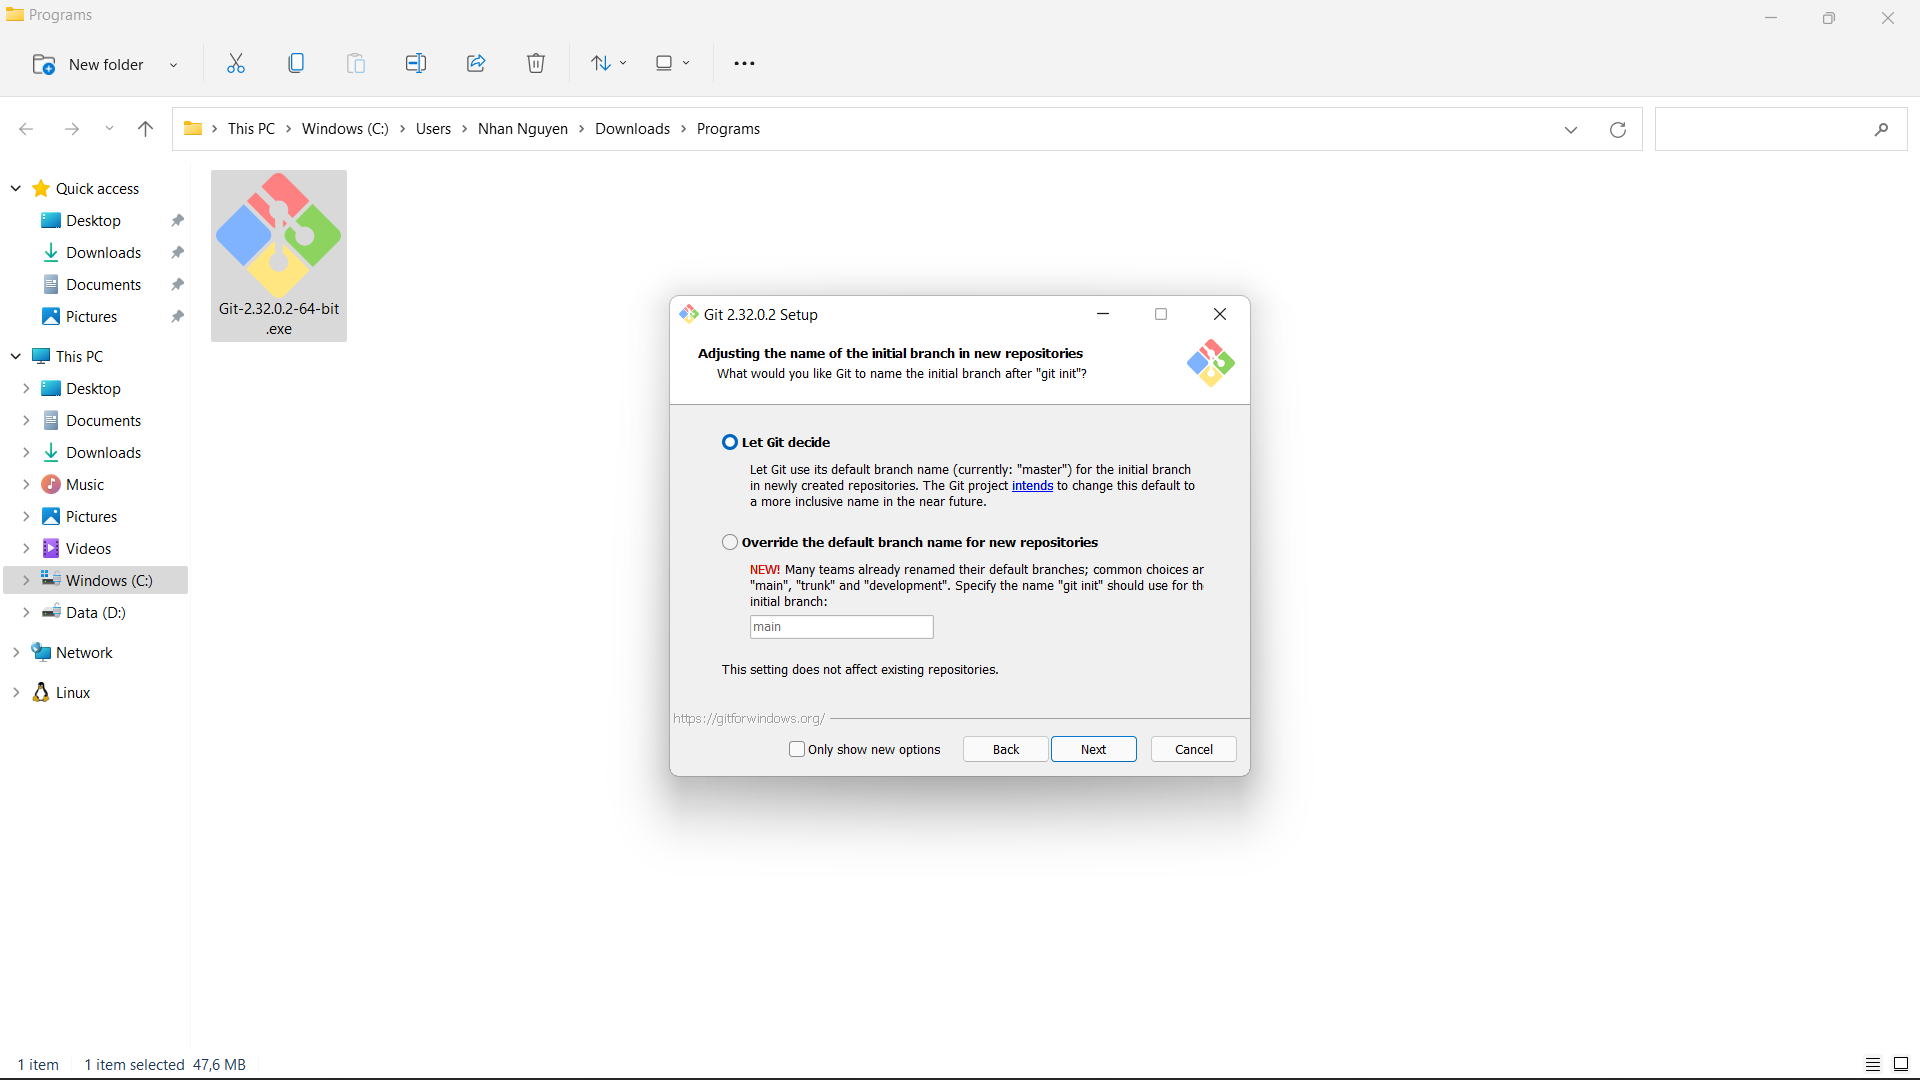 Programs
New folder
This PC > Windows (C:) > Users > Nhan Nguyen > Downloads > Programs
Quick access
Desktop
Downloads
Documents
Pictures
This PC
Desktop
Documents
Downloads
Music
Pictures
Videos
Windows (C:)
Data (D:)
Network
Linux
Git-2.32.0.2-64-bit
.exe
Git 2.32.0.2 Setup
Adjusting the name of the initial branch in new repositories
What would you like Git to name the initial branch after "git init"?
Let Git decide
Let Git use its default branch name (currently: "master") for the initial branch
in newly created repositories. The Git project intends to change this default to
a more inclusive name in the near future.
Override the default branch name for new repositories
NEW! Many teams already renamed their default branches; common choices ar
"main", "trunk" and "development". Specify the name "git init" should use for th
initial branch:
main
This setting does not affect existing repositories.
https://gitforwindows.org/
Only show new options
Back
Next
Cancel
1 item
1 item selected 47,6 MB